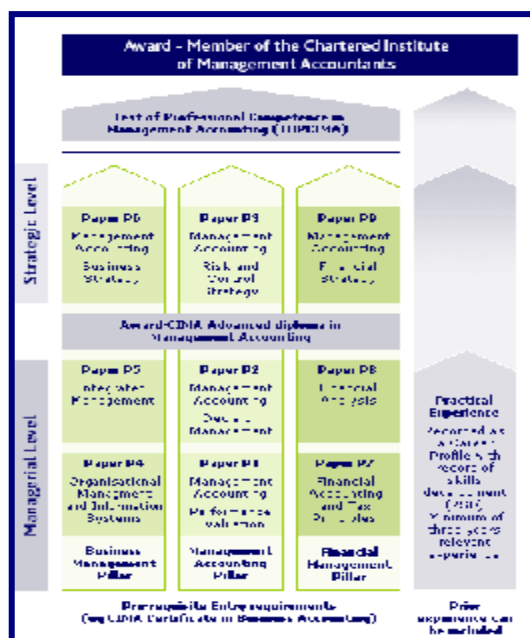 Award – Member of the Chartered Institute
of Management Accountants
Test of Professional Competence in
Management Accounting (TOPCIMA)
Strategic Level
Paper P6
Management
Accounting
Business
Strategy
Paper P3
Management
Accounting
Risk and
Control
Strategy
Paper P9
Management
Accounting
Financial
Strategy
Award-CIMA Advanced diploma in
Management Accounting
Managerial Level
Paper P5
Management
Paper P2
Management
Accounting
Management
Paper P8
Financial
Analysis
Paper P4
Organisational
and Information
Systems
Paper P1
Management
Accounting
Performance
Paper P7
Financial
Accounting
and Tax
Principles
Business
Management
Pillar
Management
Accounting
Pillar
Financial
Management
Pillar
Practical
Experience
Recorded as
a Career
Profile with
record of
skills
development
Minimum of
three years
relevant
experience
Prerequisite Entry requirements
(eg CIMA Certificate in Business Accounting)
Prior
experience can
be included